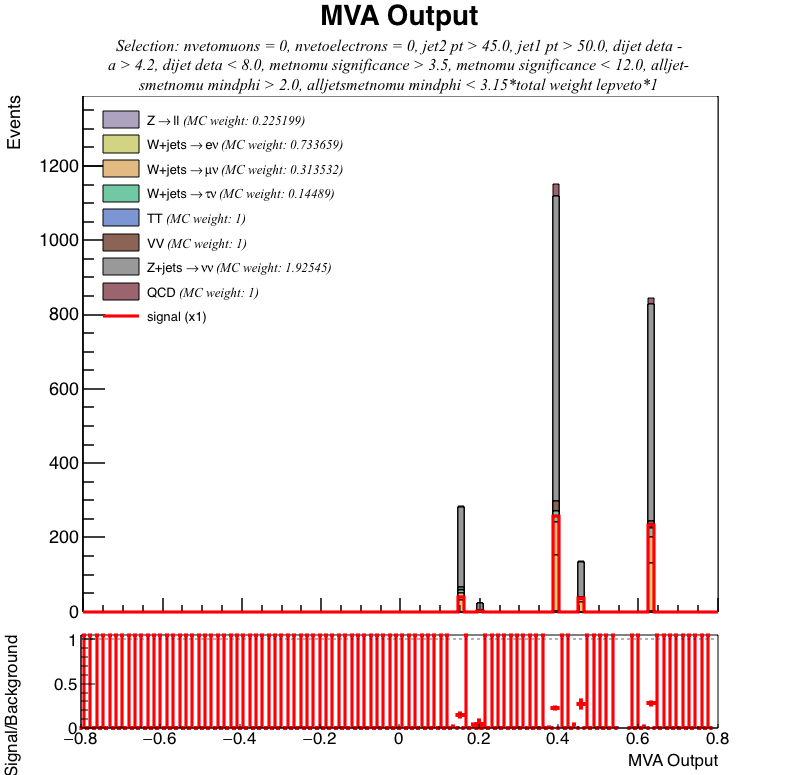 MVA Output
Selection: nvetomuons = 0, nvetoelectrons = 0, jet2 pt > 45.0, jet1 pt > 50.0, dijet deta -
a > 4.2, dijet deta < 8.0, metnomu significance > 3.5, metnomu significance < 12.0, alljet-
smetnomu mindphi > 2.0, alljetsmetnomu mindphi < 3.15*total weight lepveto*1
Events
Z → ll (MC weight: 0.225199)
W+jets → eν (MC weight: 0.733659)
W+jets → μν (MC weight: 0.313532)
W+jets → τν (MC weight: 0.14489)
TT (MC weight: 1)
VV (MC weight: 1)
Z+jets → νν (MC weight: 1.92545)
QCD (MC weight: 1)
signal (x1)
1200
1000
800
600
400
200
0
Signal/Background
1
0.5
0
−0.8 −0.6 −0.4 −0.2 0 0.2 0.4 0.6 0.8
MVA Output